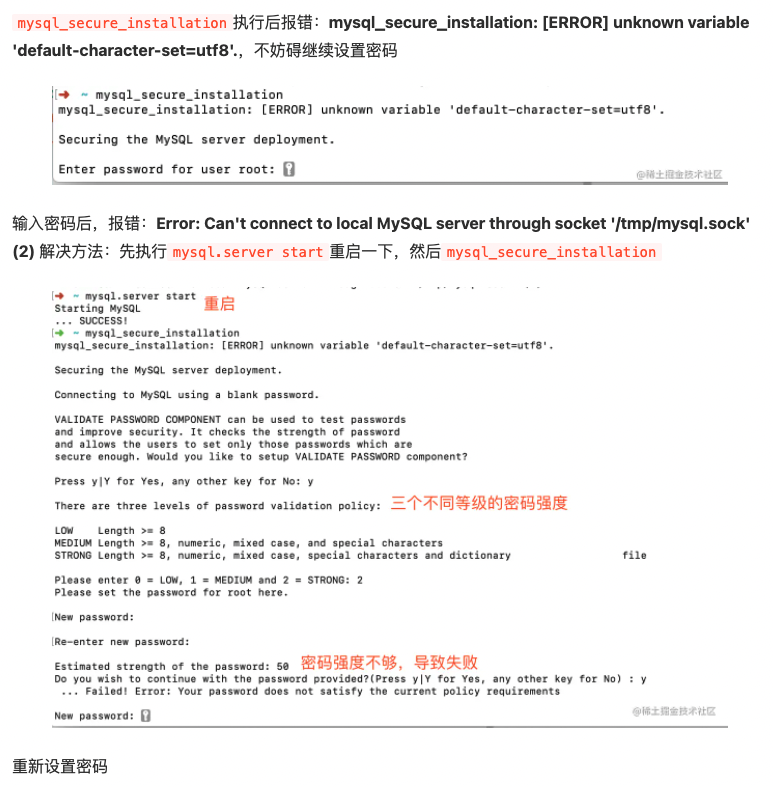 mysql_secure_installation 执行后报错：mysql_secure_installation: [ERROR] unknown variable
'default-character-set=utf8'.，不妨碍继续设置密码
➜ ~ mysql_secure_installation
mysql_secure_installation: [ERROR] unknown variable 'default-character-set=utf8'.
Securing the MySQL server deployment.
Enter password for user root:
@稀土掘金技术社区
输入密码后，报错：Error: Can't connect to local MySQL server through socket '/tmp/mysql.sock'
(2) 解决方法：先执行 mysql.server start 重启一下，然后 mysql_secure_installation
➜ ~ mysql.server start 重启
Starting MySQL
... SUCCESS!
➜ ~ mysql_secure_installation
mysql_secure_installation: [ERROR] unknown variable 'default-character-set=utf8'.
Securing the MySQL server deployment.
Connecting to MySQL using a blank password.
VALIDATE PASSWORD COMPONENT can be used to test passwords
and improve security. It checks the strength of password
and allows the users to set only those passwords which are
secure enough. Would you like to setup VALIDATE PASSWORD component?
Press y|Y for Yes, any other key for No: y
There are three levels of password validation policy: 三个不同等级的密码强度
LOW    Length >= 8
MEDIUM Length >= 8, numeric, mixed case, and special characters
STRONG Length >= 8, numeric, mixed case, special characters and dictionary                file
Please enter 0 = LOW, 1 = MEDIUM and 2 = STRONG: 2
Please set the password for root here.
New password:
Re-enter new password:
Estimated strength of the password: 50 密码强度不够，导致失败
Do you wish to continue with the password provided?(Press y|Y for Yes, any other key for No) : y
... Failed! Error: Your password does not satisfy the current policy requirements
New password:
@稀土掘金技术社区
重新设置密码